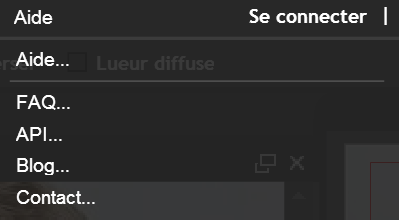 Aide Se connecter |
Aide...
Lueur diffuse
FAQ...
API...
Blog...
Contact...